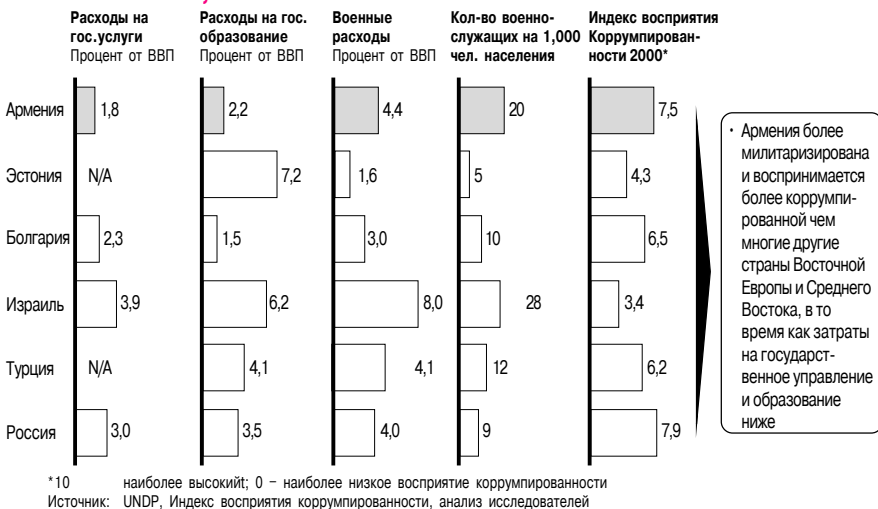 Расходы на
гос.услуги
Процент от ВВП
Расходы на гос.
образование
Процент от ВВП
Военные
расходы
Процент от ВВП
Кол-во военно-
служащих на 1,000
чел. населения
Индекс восприятия
Коррумпирован-
ности 2000*
Армения 1,8 2,2 4,4 20 7,5
Эстония N/A 7,2 1,6 5 4,3
Болгария 2,3 1,5 3,0 10 6,5
Израиль 3,9 6,2 8,0 28 3,4
Турция N/A 4,1 4,1 12 6,2
Россия 3,0 3,5 4,0 9 7,9
· Армения более
милитаризирована
и воспринимается
более коррумпи-
рованной чем
многие другие
страны Восточной
Европы и Среднего
Востока, в то
время как затраты
на государст-
венное управление
и образование
ниже
*10 наиболее высокийt; 0 – наиболее низкое восприятие коррумпированности
Источник: UNDP, Индекс восприятия коррумпированности, анализ исследователей